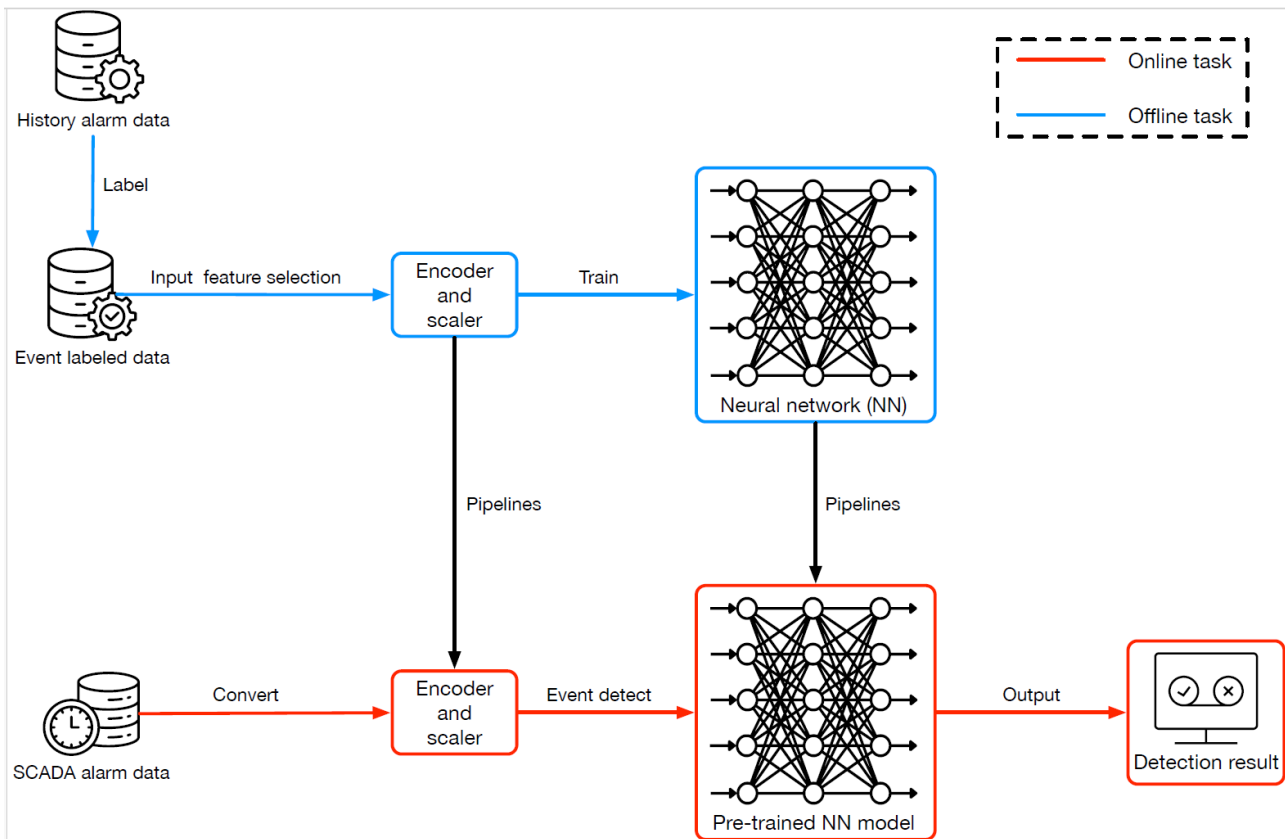 Online task
Offline task
History alarm data
Label
Event labeled data
Input feature selection
Encoder
and
scaler
Train
Neural network (NN)
Pipelines
Pipelines
SCADA alarm data
Convert
Encoder
and
scaler
Event detect
Pre-trained NN model
Output
Detection result